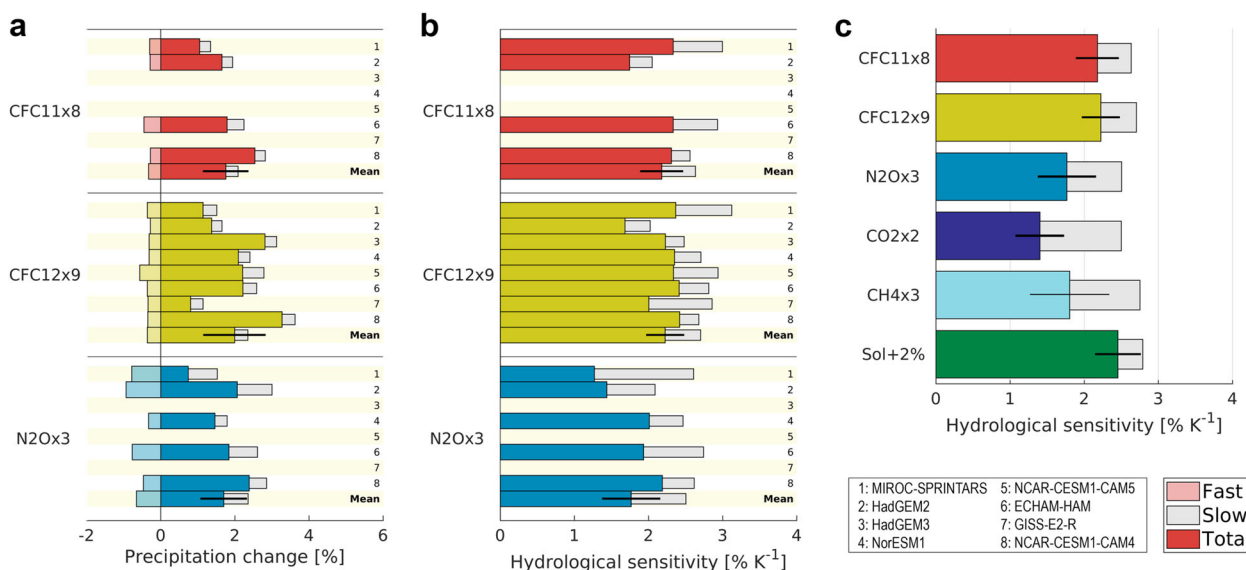 a
CFC11x8
1
2
3
4
5
6
7
8
Mean
CFC12x9
1
2
3
4
5
6
7
8
Mean
N2Ox3
1
2
3
4
5
6
7
8
Mean
-2 0 2 4 6
Precipitation change [%]
b
CFC11x8
1
2
3
4
5
6
7
8
Mean
CFC12x9
1
2
3
4
5
6
7
8
Mean
N2Ox3
1
2
3
4
5
6
7
8
Mean
0 1 2 3 4
Hydrological sensitivity [% K⁻¹]
c
CFC11x8
CFC12x9
N2Ox3
CO2x2
CH4x3
Sol+2%
0 1 2 3 4
Hydrological sensitivity [% K⁻¹]
1: MIROC-SPRINTARS 5: NCAR-CESM1-CAM5
2: HadGEM2 6: ECHAM-HAM
3: HadGEM3 7: GISS-E2-R
4: NorESM1 8: NCAR-CESM1-CAM4
Fast
Slow
Tota